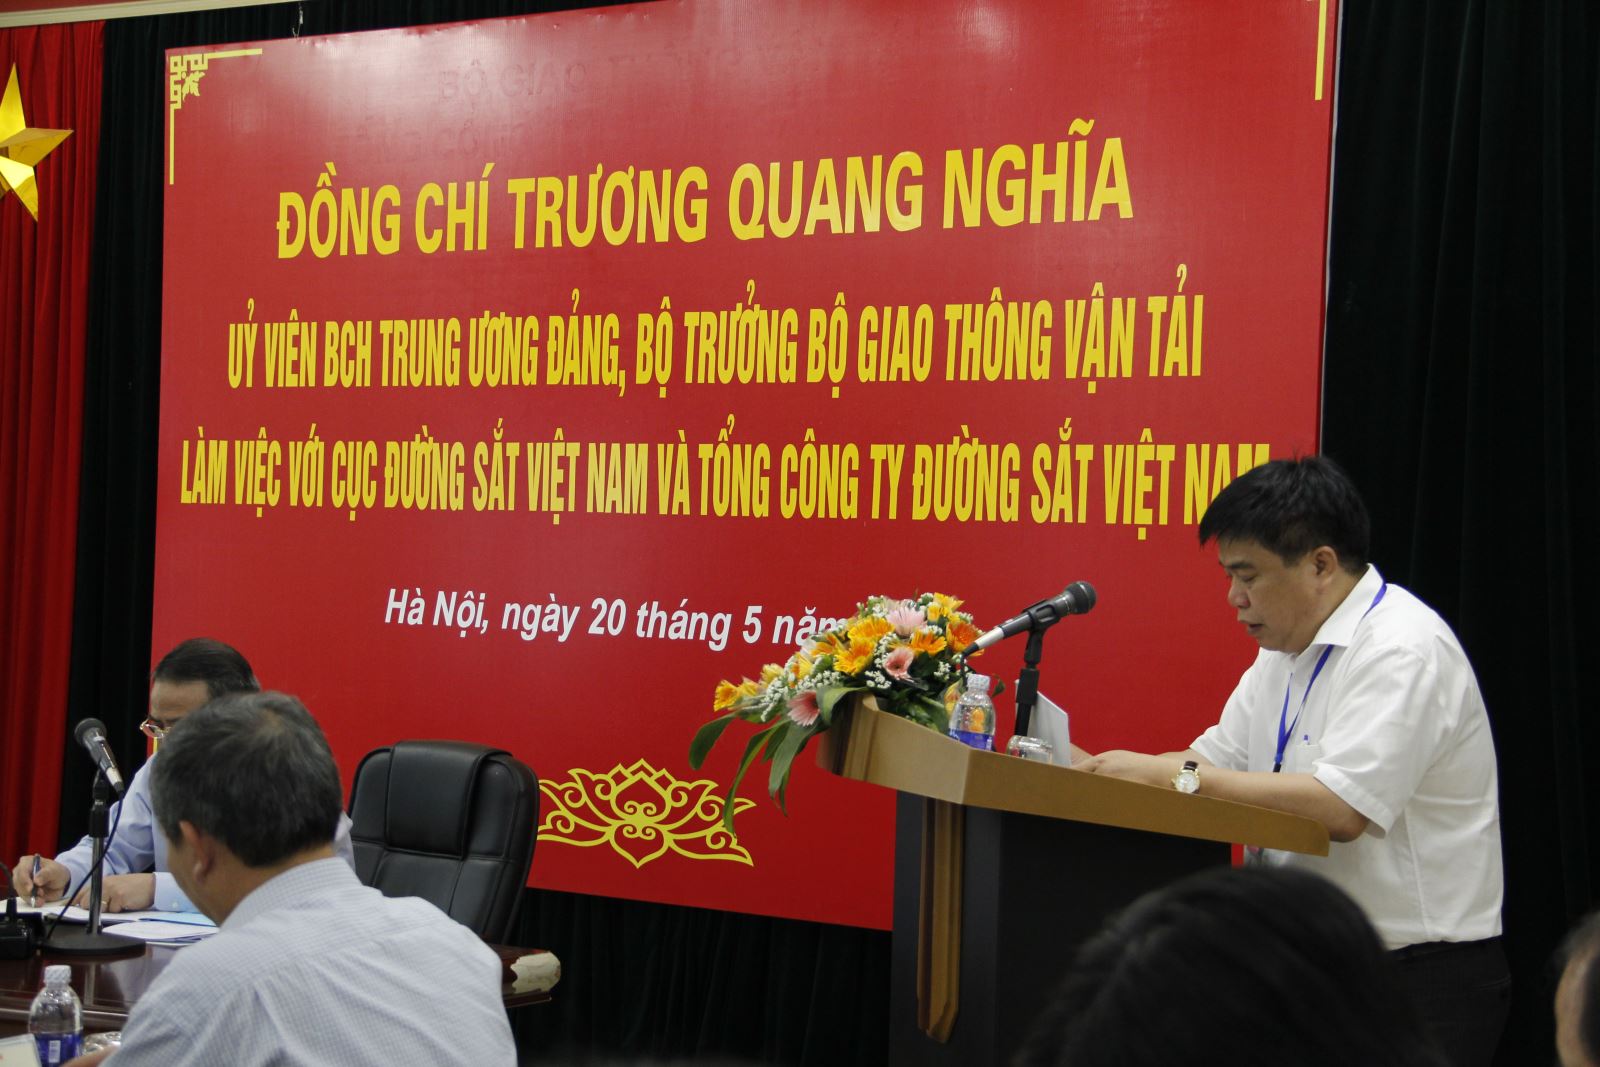 ĐỒNG CHÍ TRƯƠNG QUANG NGHĨA
UỶ VIÊN BCH TRUNG ƯƠNG ĐẢNG, BỘ TRƯỞNG BỘ GIAO THÔNG VẬN TẢI
LÀM VIỆC VỚI CỤC ĐƯỜNG SẮT VIỆT NAM VÀ TỔNG CÔNG TY ĐƯỜNG SẮT VIỆT NAM
Hà Nội, ngày 20 tháng 5 năm